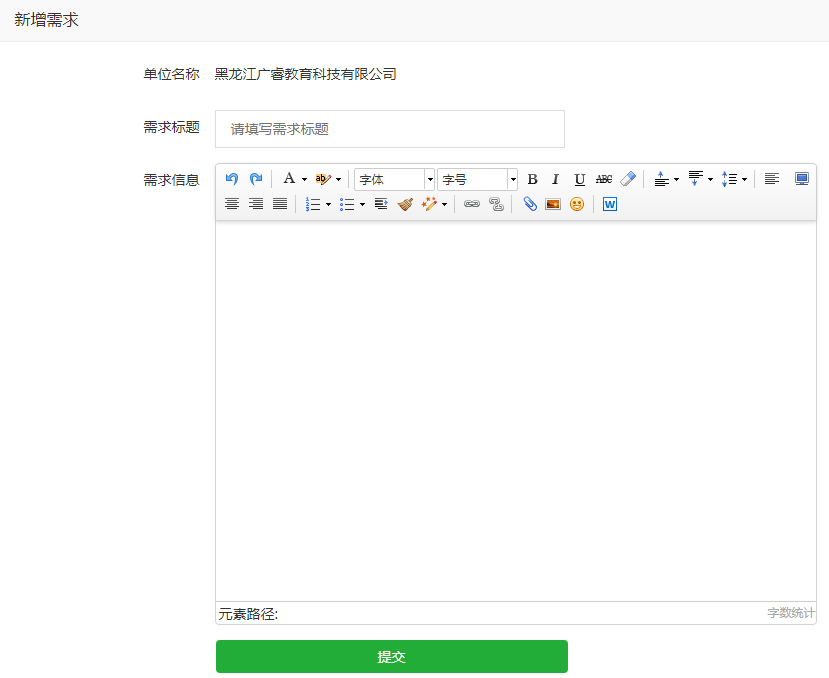 新增需求
单位名称 黑龙江广睿教育科技有限公司
需求标题 请填写需求标题
需求信息
A ab 字体 字号 B I U ABC
W
元素路径: 字数统计
提交